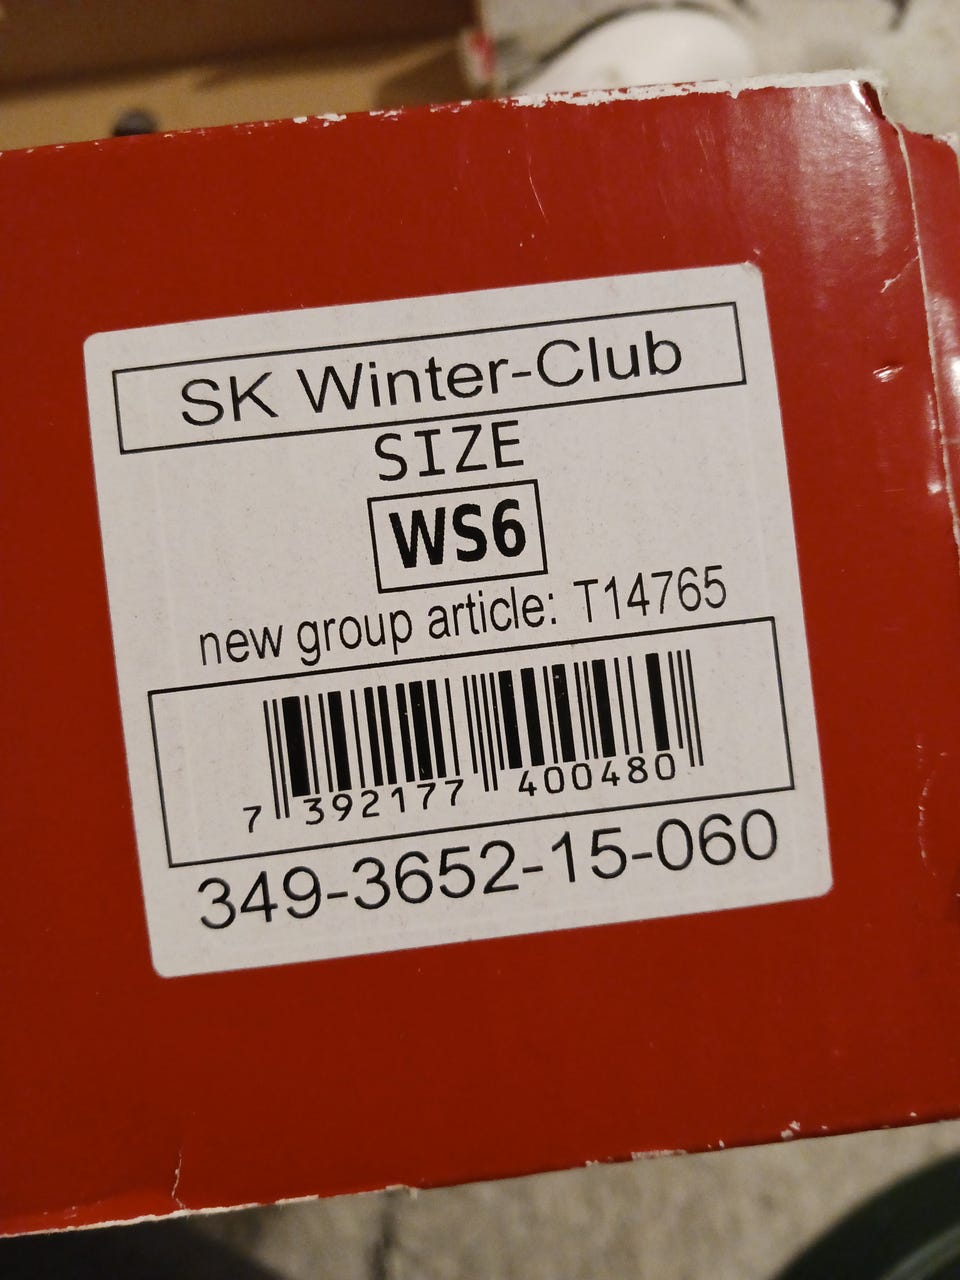 SK Winter-Club
SIZE
WS6
new group article: T14765
7 392177 400480
349-3652-15-060